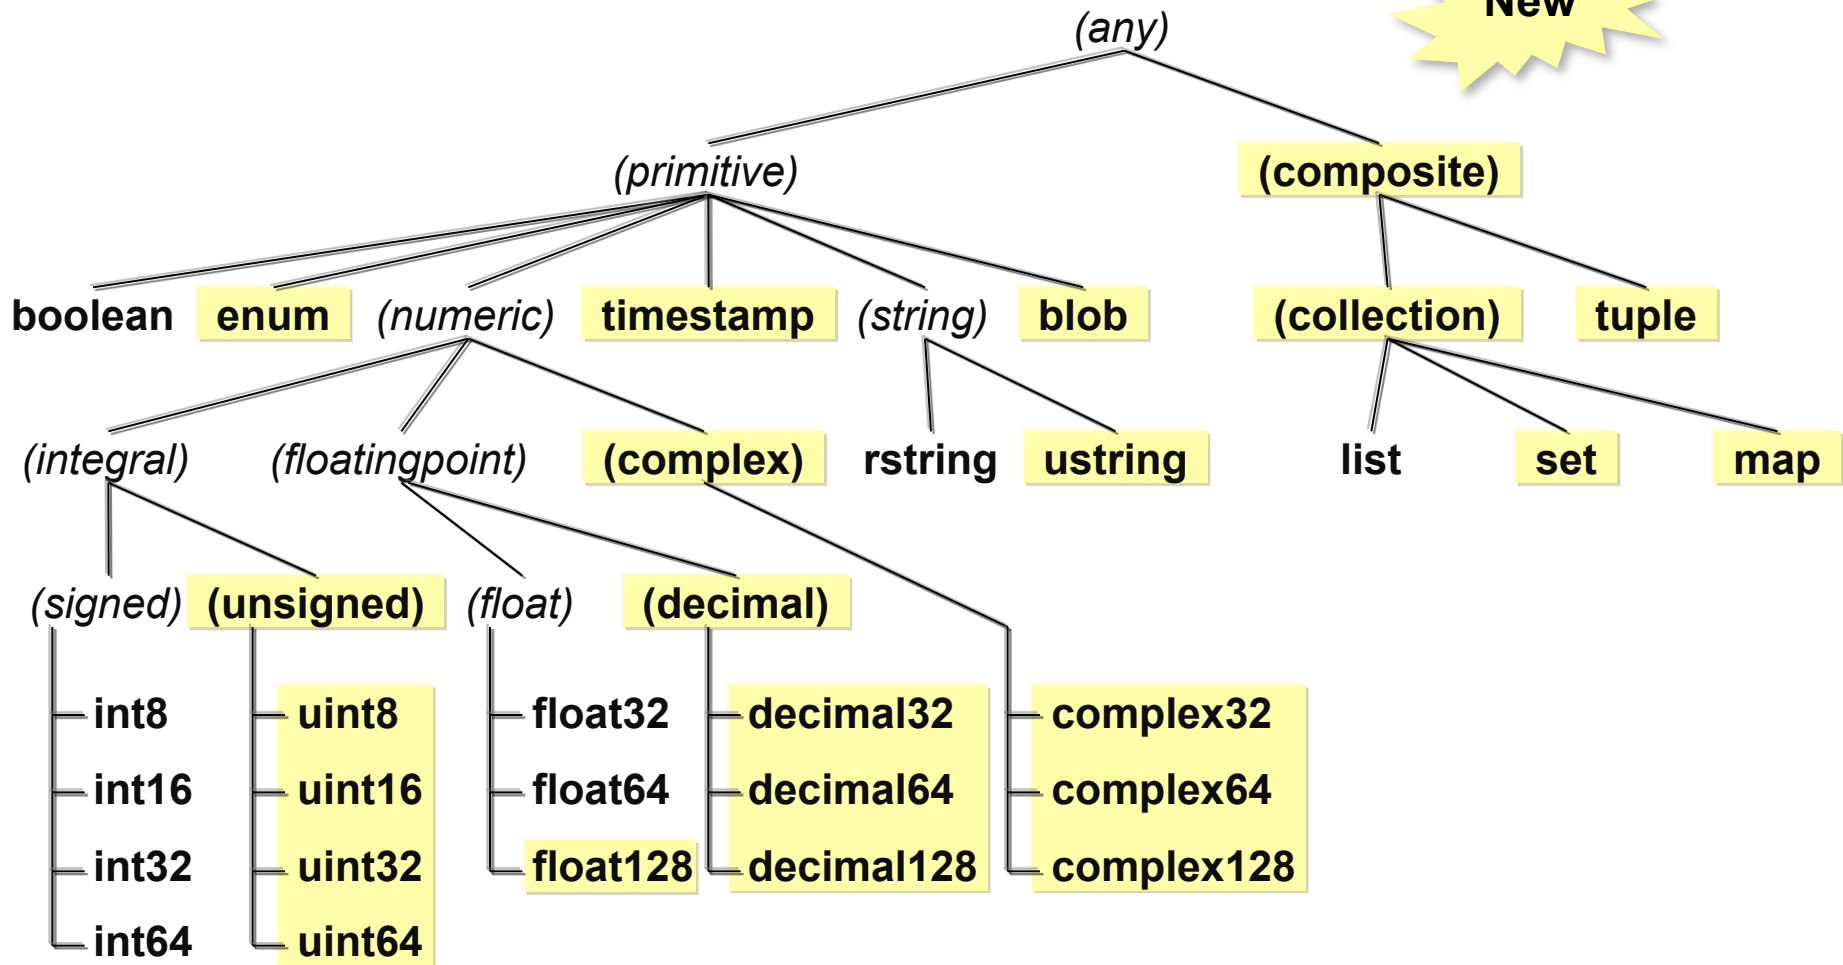 New
(any)
(primitive) (composite)
boolean enum (numeric) timestamp (string) blob (collection) tuple
(integral) (floatingpoint) (complex) rstring ustring list set map
(signed) (unsigned) (float) (decimal)
int8 uint8 float32 decimal32 complex32
int16 uint16 float64 decimal64 complex64
int32 uint32 float128 decimal128 complex128
int64 uint64